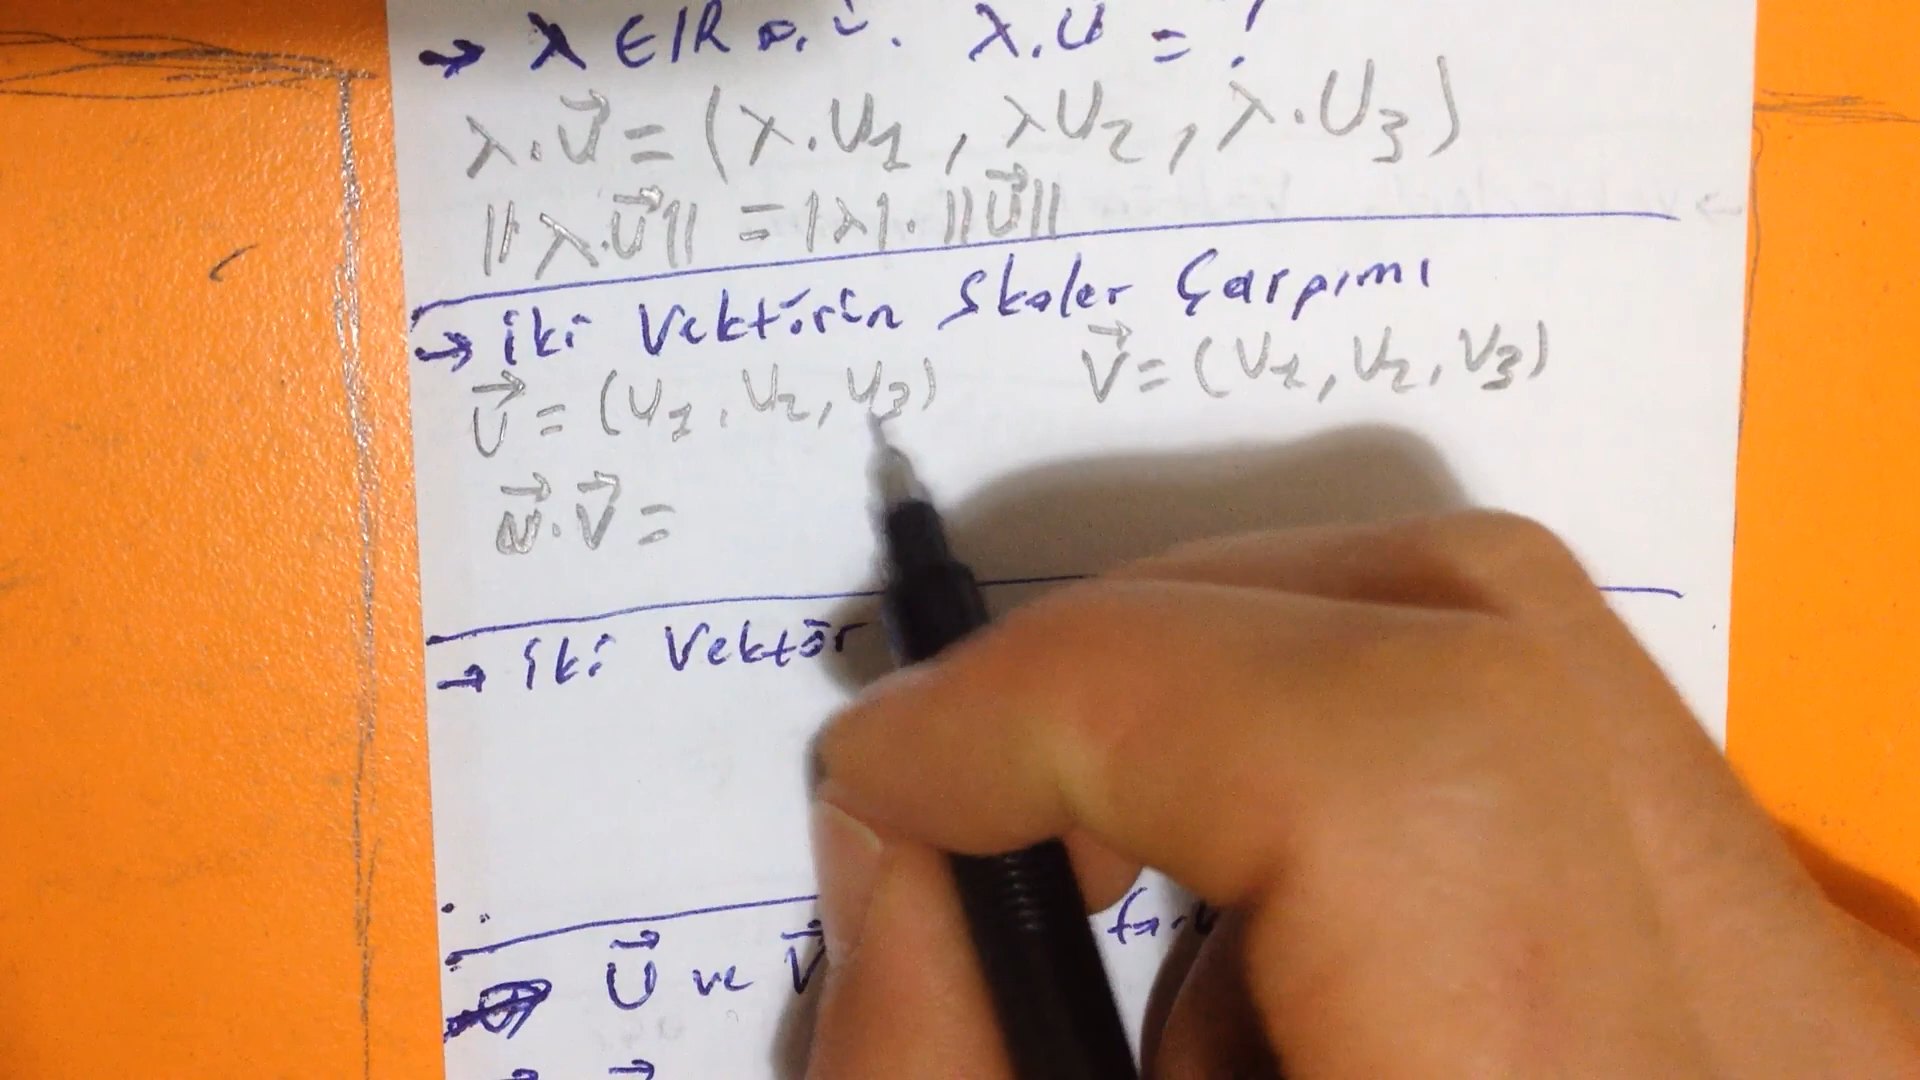 → λ ∈ IR o.ü. λ.U = ?
λ.U⃗ = (λ.U₁, λU₂, λ.U₃)
||λ.U⃗|| = |λ|.||U⃗||
→ iki Vektörün Skaler Çarpımı
U⃗ = (U₁, U₂, U₃) V⃗ = (V₁, V₂, V₃)
u⃗.V⃗ =
→ iki Vektör
U⃗ ve V⃗